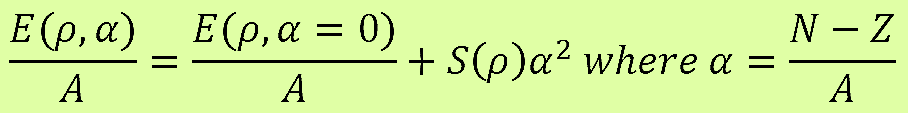 E(ρ, α)/A = E(ρ, α = 0)/A + S(ρ)α² where α = N − Z/A